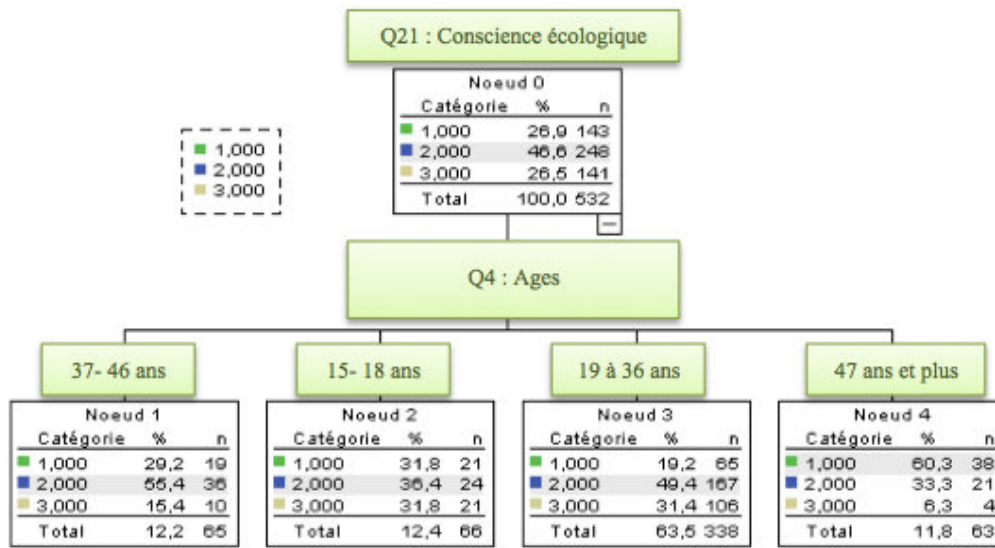 Q21 : Conscience écologique
Noeud 0
Catégorie % n
1,000 26,9 143
2,000 46,6 248
3,000 26,5 141
Total 100,0 532
1,000
2,000
3,000
Q4 : Ages
37- 46 ans
15- 18 ans
19 à 36 ans
47 ans et plus
Noeud 1
Catégorie % n
1,000 29,2 19
2,000 55,4 36
3,000 15,4 10
Total 12,2 65
Noeud 2
Catégorie % n
1,000 31,8 21
2,000 36,4 24
3,000 31,8 21
Total 12,4 66
Noeud 3
Catégorie % n
1,000 19,2 65
2,000 49,4 167
3,000 31,4 106
Total 63,5 338
Noeud 4
Catégorie % n
1,000 60,3 38
2,000 33,3 21
3,000 6,3 4
Total 11,8 63